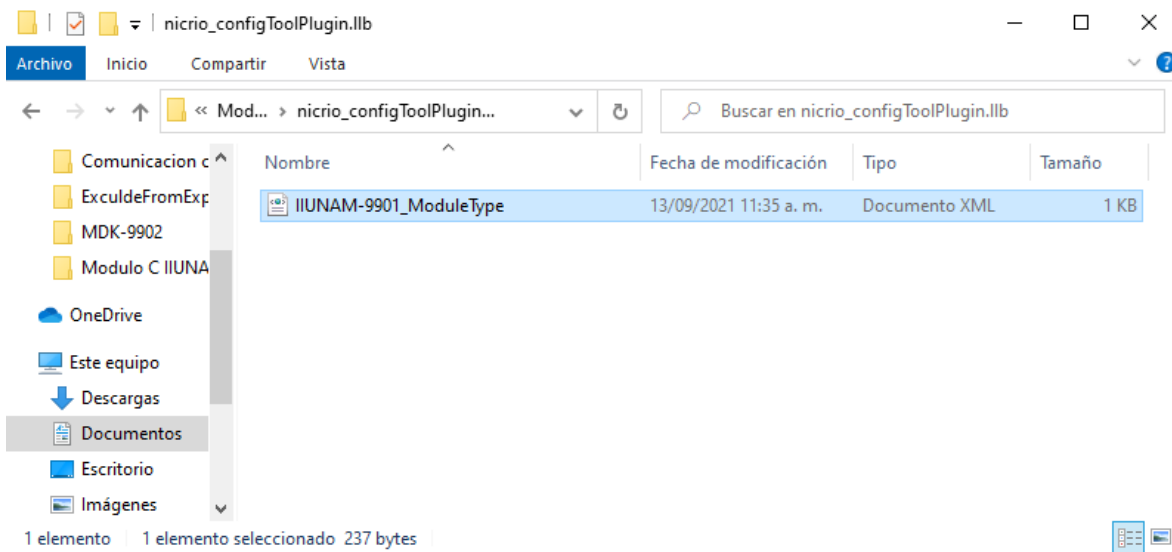 nicrio_configToolPlugin.llb
Archivo Inicio Compartir Vista
« Mod... › nicrio_configToolPlugin... Buscar en nicrio_configToolPlugin.llb
Comunicacion c
ExculdeFromExp
MDK-9902
Modulo C IIUNA
OneDrive
Este equipo
Descargas
Documentos
Escritorio
Imágenes
Nombre Fecha de modificación Tipo Tamaño
IIUNAM-9901_ModuleType 13/09/2021 11:35 a. m. Documento XML 1 KB
1 elemento 1 elemento seleccionado 237 bytes